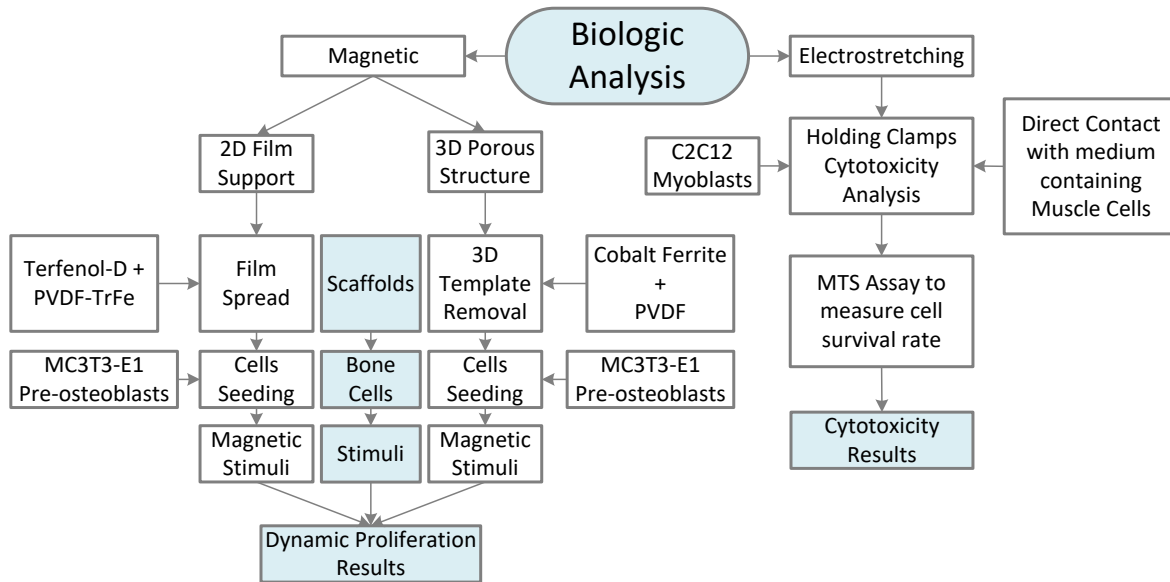 Biologic
Analysis
Magnetic
Electrostretching
2D Film
Support
3D Porous
Structure
C2C12
Myoblasts
Holding Clamps
Cytotoxicity
Analysis
Direct Contact
with medium
containing
Muscle Cells
Terfenol-D +
PVDF-TrFe
Film
Spread
Scaffolds
3D
Template
Removal
Cobalt Ferrite
+
PVDF
MTS Assay to
measure cell
survival rate
MC3T3-E1
Pre-osteoblasts
Cells
Seeding
Bone
Cells
Cells
Seeding
MC3T3-E1
Pre-osteoblasts
Magnetic
Stimuli
Stimuli
Magnetic
Stimuli
Cytotoxicity
Results
Dynamic Proliferation
Results